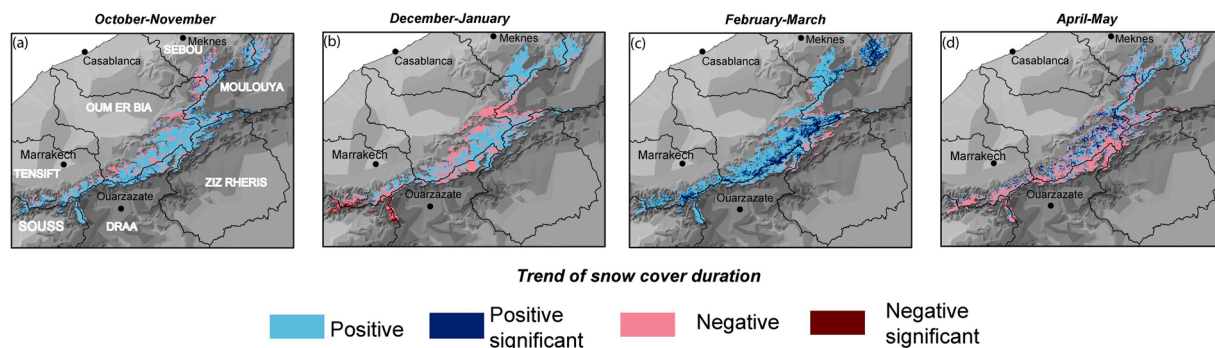 October-November
December-January
February-March
April-May
(a)
SEBOU
Meknes
Casablanca
MOULOUYA
OUM ER BIA
Marrakech
TENSIFT
ZIZ RHERIS
Ouarzazate
SOUSS
DRAA
(b)
Meknes
Casablanca
Marrakech
Ouarzazate
(c)
Meknes
Casablanca
Marrakech
Ouarzazate
(d)
Meknes
Casablanca
Marrakech
Ouarzazate
Trend of snow cover duration
Positive
Positive
significant
Negative
Negative
significant